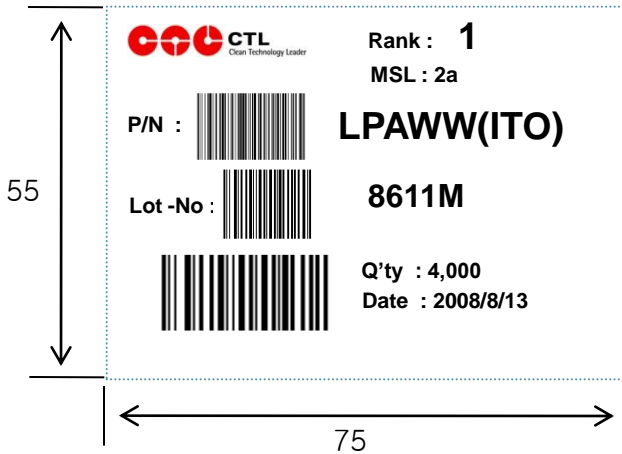 CTL
Clean Technology Leader
Rank : 1
MSL : 2a
P/N : LPAWW(ITO)
Lot -No : 8611M
Q'ty : 4,000
Date : 2008/8/13
55
75